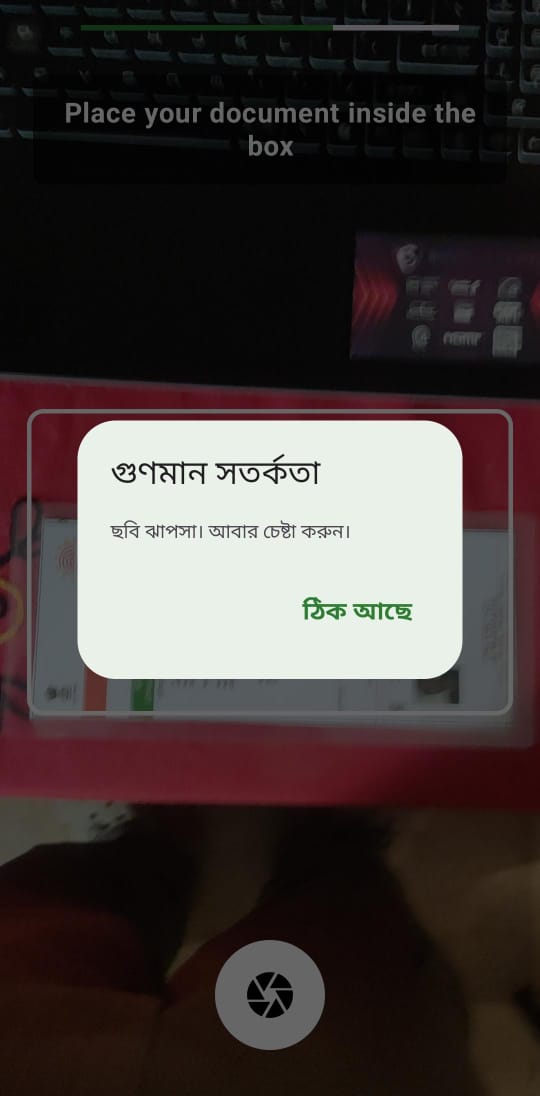 Place your document inside the
box
গুণমান সতর্কতা
ছবি ঝাপসা। আবার চেষ্টা করুন।
ঠিক আছে